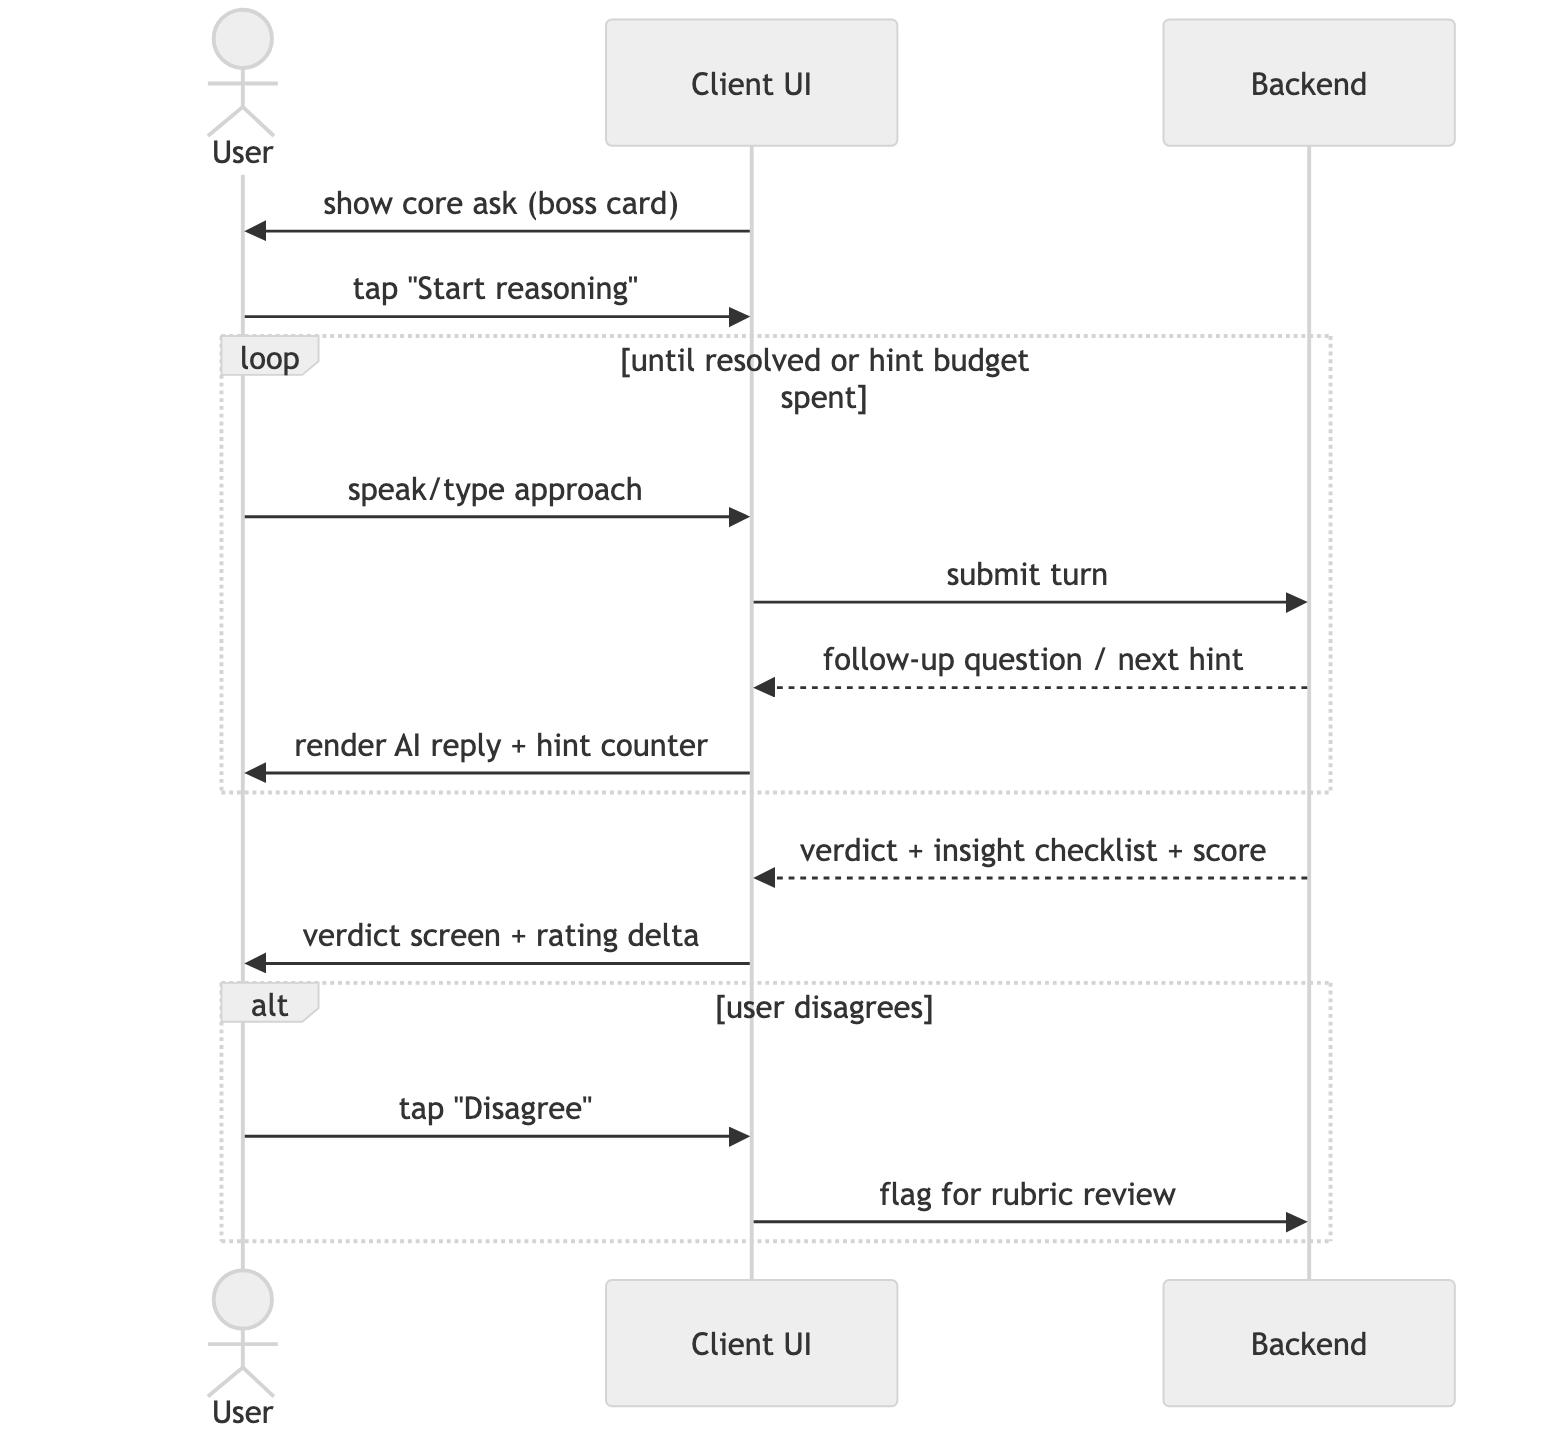 Client UI
Backend
User
show core ask (boss card)
tap "Start reasoning"
loop
[until resolved or hint budget
spent]
speak/type approach
submit turn
follow-up question / next hint
render AI reply + hint counter
verdict + insight checklist + score
verdict screen + rating delta
alt
[user disagrees]
tap "Disagree"
flag for rubric review
Client UI
Backend
User